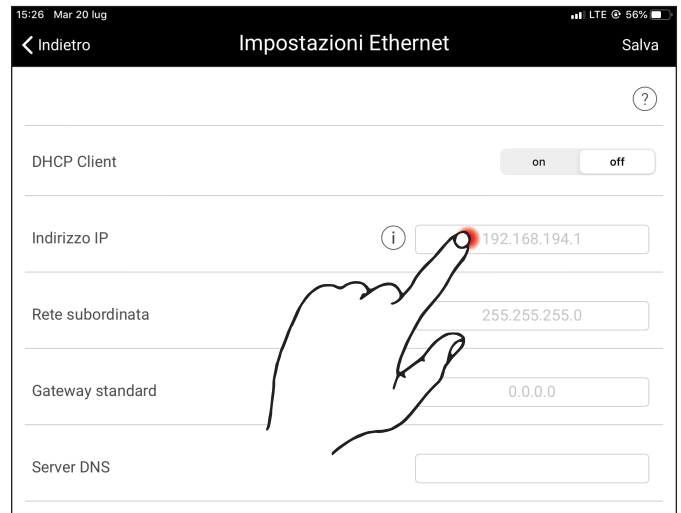 15:26 Mar 20 lug
LTE 56%
Indietro
Impostazioni Ethernet
Salva
?
DHCP Client
on
off
Indirizzo IP
i
192.168.194.1
Rete subordinata
255.255.255.0
Gateway standard
0.0.0.0
Server DNS